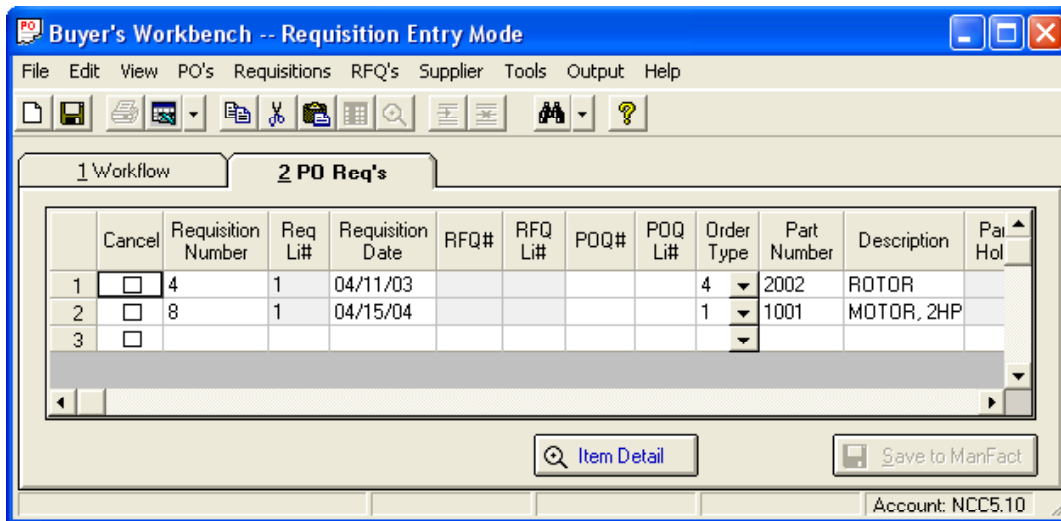 PO
Buyer's Workbench -- Requisition Entry Mode
File Edit View PO's Requisitions RFQ's Supplier Tools Output Help
1 Workflow 2 PO Req's
Cancel Requisition Number Req Li# Requisition Date RFQ# RFQ Li# POQ# POQ Li# Order Type Part Number Description Hol
1 4 1 04/11/03 4 2002 ROTOR
2 8 1 04/15/04 1 1001 MOTOR, 2HP
3
Item Detail Save to ManFact
Account: NCC5.10